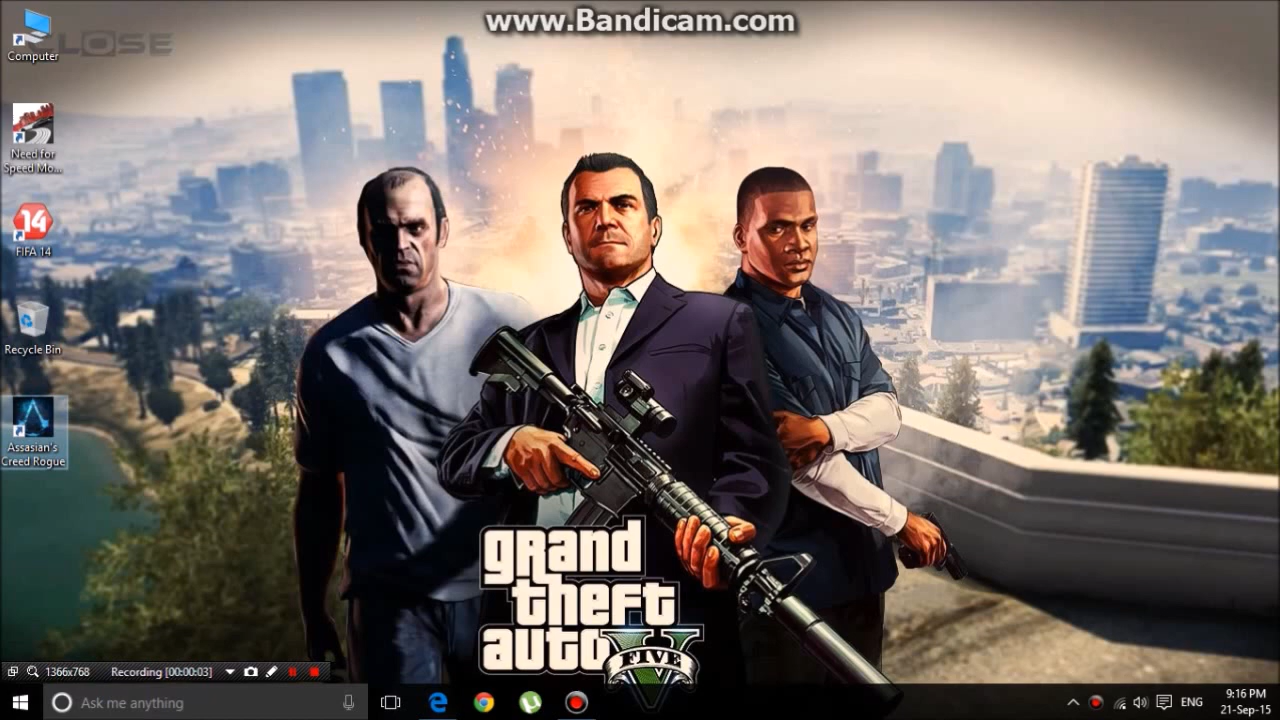 www.Bandicam.com
CLOSE
Computer
Need for
Speed Mo...
14
FIFA 14
Recycle Bin
Assasian's
Creed Rogue
grand
theft
auto
V
FIVE
1366x768
Recording [00:00:03]
Ask me anything
ENG
9:16 PM
21-Sep-15